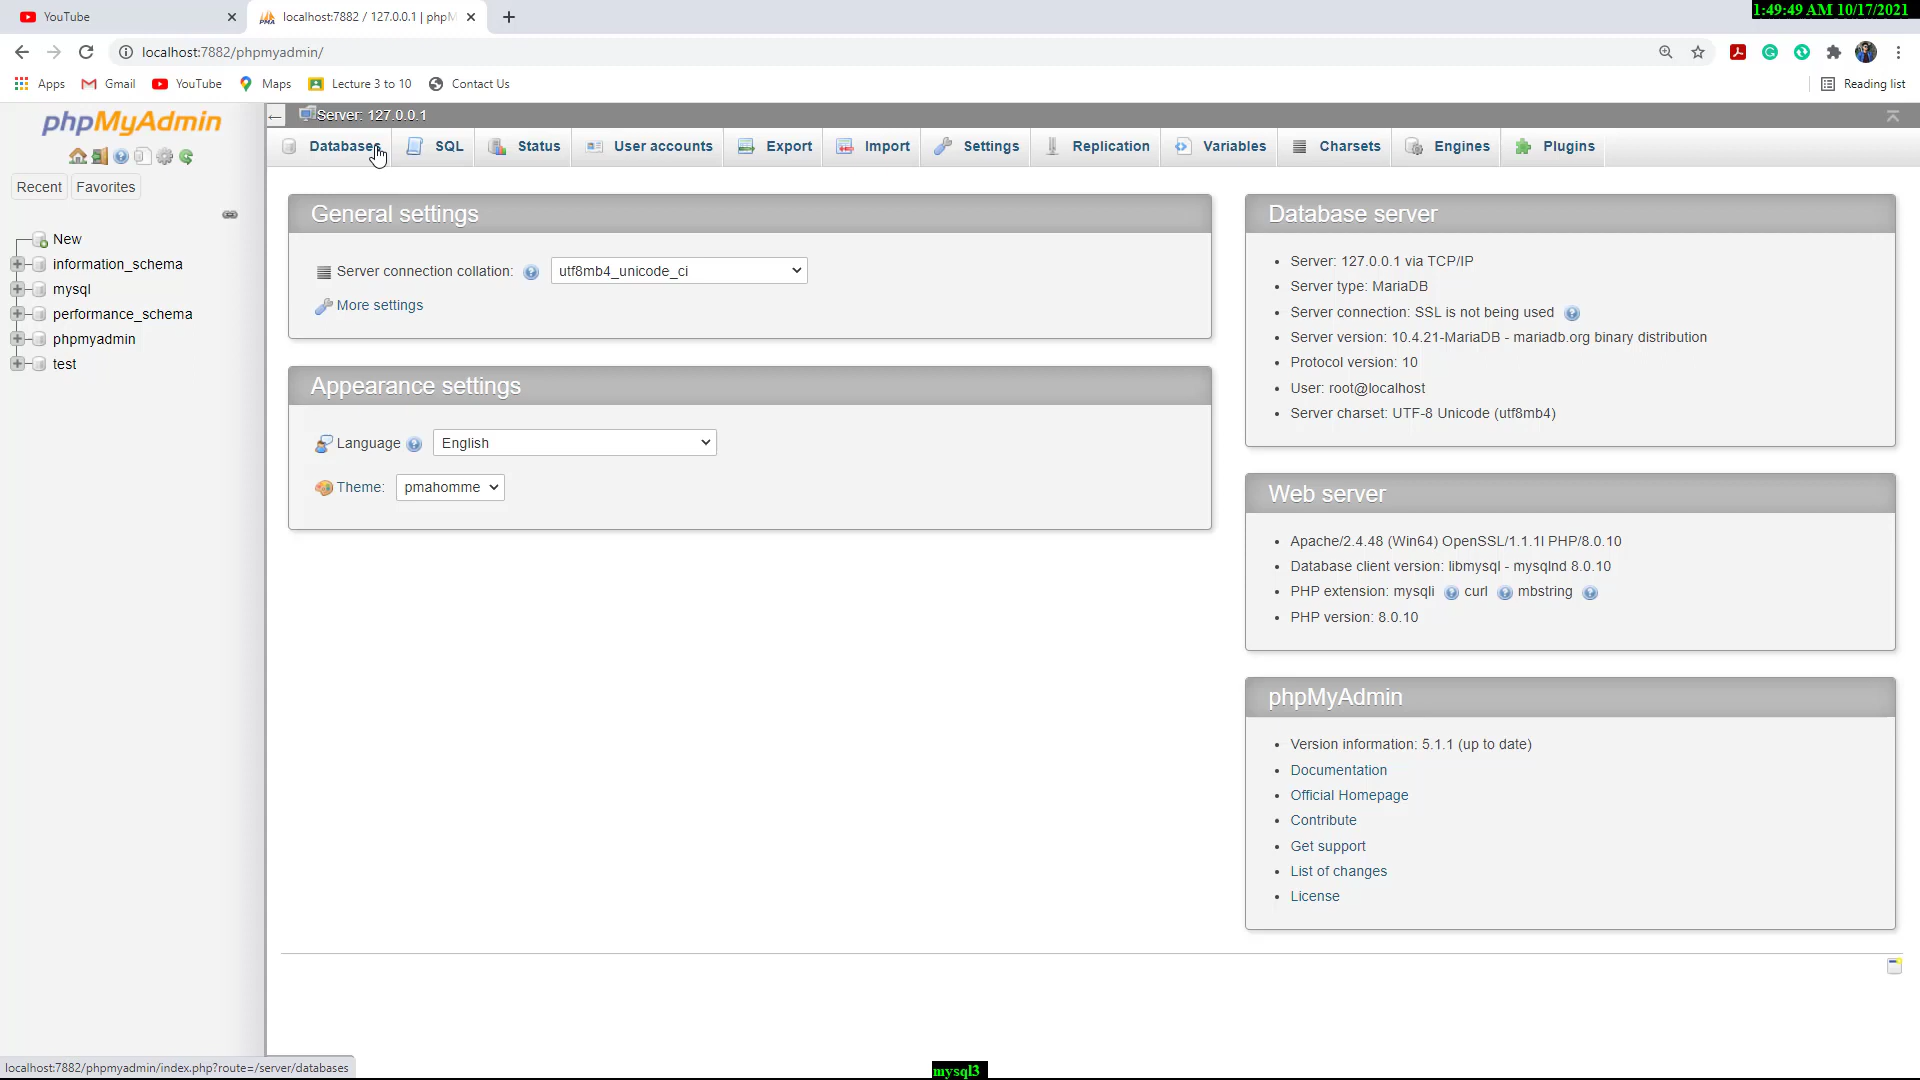 YouTube
localhost:7882 / 127.0.0.1 | phpM
1:49:49 AM 10/17/2021
localhost:7882/phpmyadmin/
Apps
Gmail
YouTube
Maps
Lecture 3 to 10
Contact Us
Reading list
phpMyAdmin
Server: 127.0.0.1
Databases
SQL
Status
User accounts
Export
Import
Settings
Replication
Variables
Charsets
Engines
Plugins
Recent
Favorites
New
information_schema
mysql
performance_schema
phpmyadmin
test
General settings
Server connection collation:
utf8mb4_unicode_ci
More settings
Appearance settings
Language
English
Theme:
pmahomme
Database server
Server: 127.0.0.1 via TCP/IP
Server type: MariaDB
Server connection: SSL is not being used
Server version: 10.4.21-MariaDB - mariadb.org binary distribution
Protocol version: 10
User: root@localhost
Server charset: UTF-8 Unicode (utf8mb4)
Web server
Apache/2.4.48 (Win64) OpenSSL/1.1.1l PHP/8.0.10
Database client version: libmysql - mysqlnd 8.0.10
PHP extension: mysqli curl mbstring
PHP version: 8.0.10
phpMyAdmin
Version information: 5.1.1 (up to date)
Documentation
Official Homepage
Contribute
Get support
List of changes
License
localhost:7882/phpmyadmin/index.php?route=/server/databases
mysql3